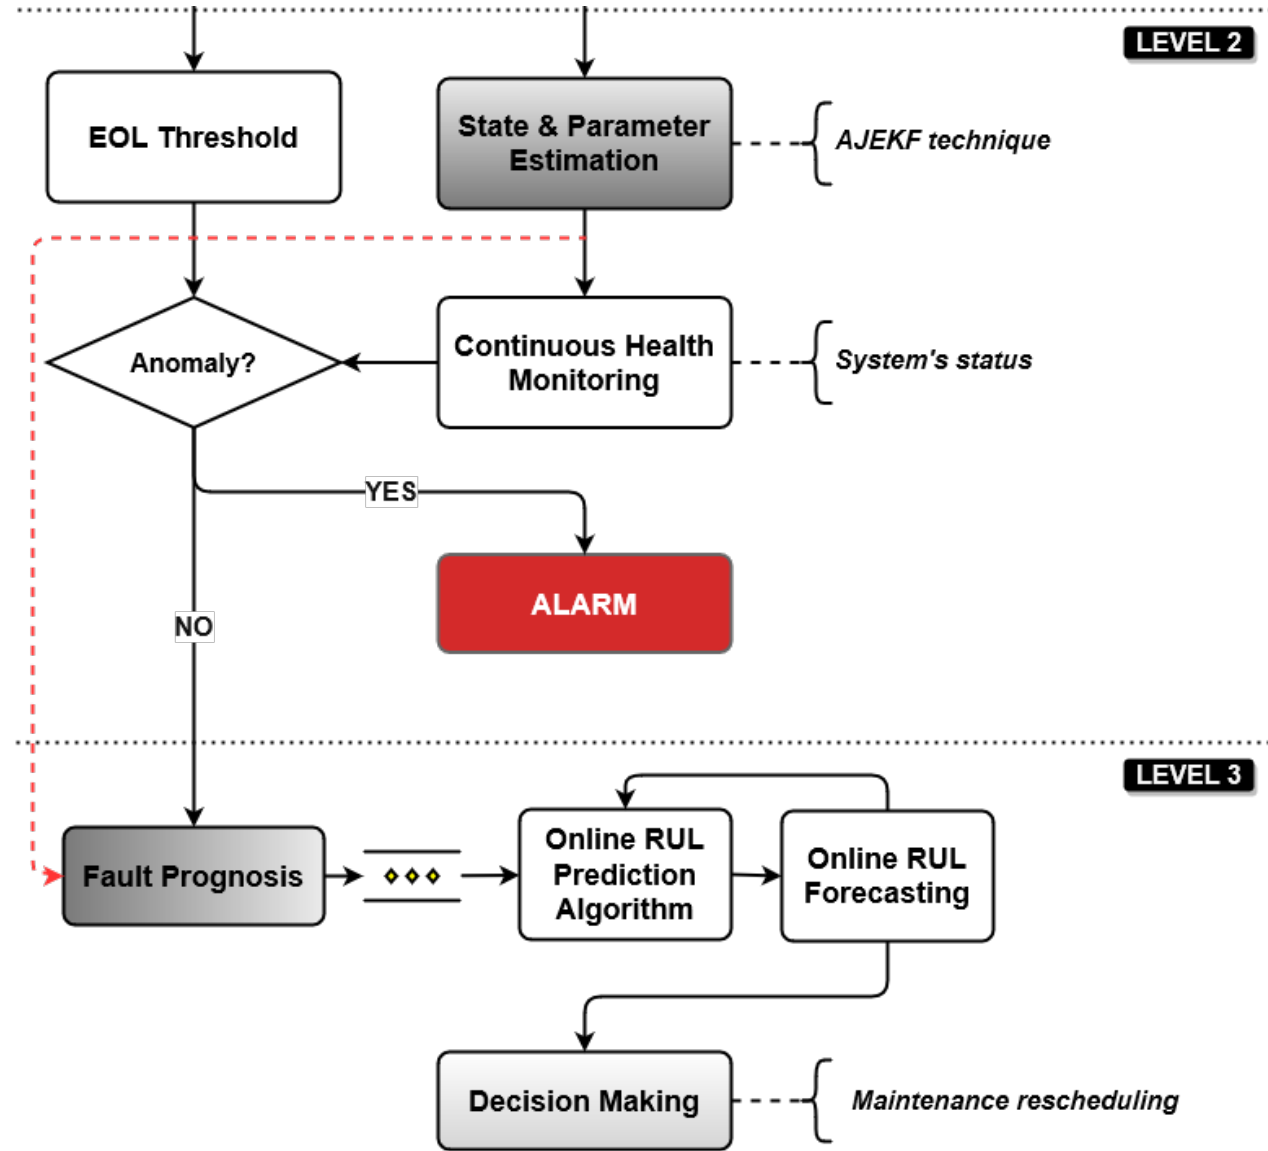 LEVEL 2
EOL Threshold
State & Parameter
Estimation
AJEKF technique
Anomaly?
Continuous Health
Monitoring
System's status
YES
ALARM
NO
LEVEL 3
Fault Prognosis
Online RUL
Prediction
Algorithm
Online RUL
Forecasting
Decision Making
Maintenance rescheduling